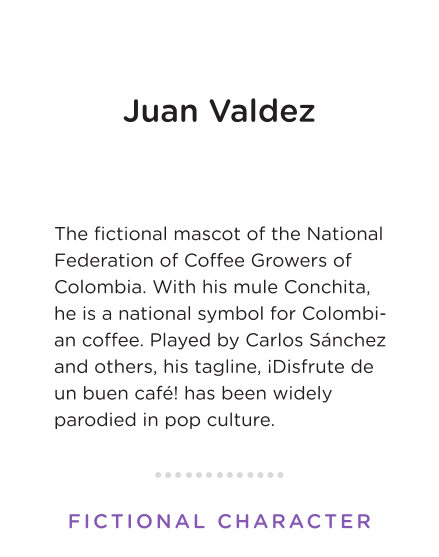 Juan Valdez
The fictional mascot of the National
Federation of Coffee Growers of
Colombia. With his mule Conchita,
he is a national symbol for Colombi-
an coffee. Played by Carlos Sánchez
and others, his tagline, ¡Disfrute de
un buen café! has been widely
parodied in pop culture.
FICTIONAL CHARACTER